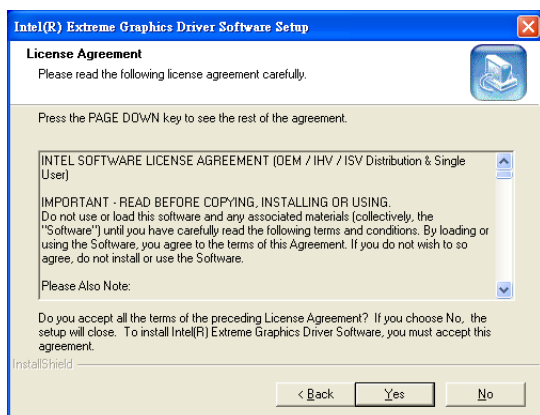 Intel(R) Extreme Graphics Driver Software Setup
License Agreement
Please read the following license agreement carefully.
Press the PAGE DOWN key to see the rest of the agreement.
INTEL SOFTWARE LICENSE AGREEMENT (OEM / IHV / ISV Distribution & Single
User)
IMPORTANT - READ BEFORE COPYING, INSTALLING OR USING.
Do not use or load this software and any associated materials (collectively, the
"Software") until you have carefully read the following terms and conditions. By loading or
using the Software, you agree to the terms of this Agreement. If you do not wish to so
agree, do not install or use the Software.
Please Also Note:
Do you accept all the terms of the preceding License Agreement? If you choose No, the
setup will close. To install Intel(R) Extreme Graphics Driver Software, you must accept this
agreement.
InstallShield
< Back
Yes
No